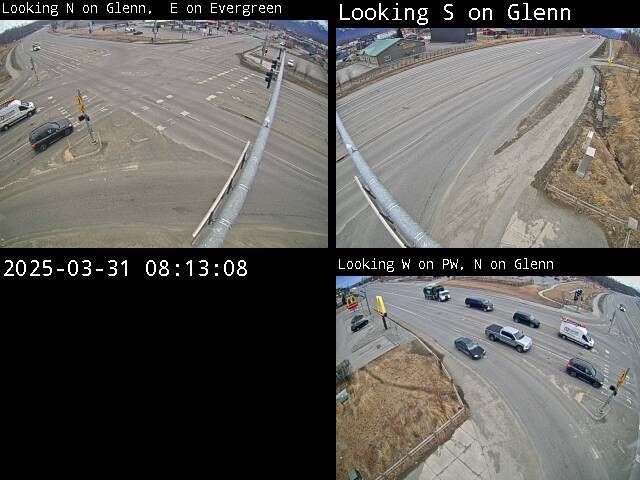 Looking N on Glenn,  E on Evergreen
Looking S on Glenn
2025-03-31 08:13:08
Looking W on PW, N on Glenn